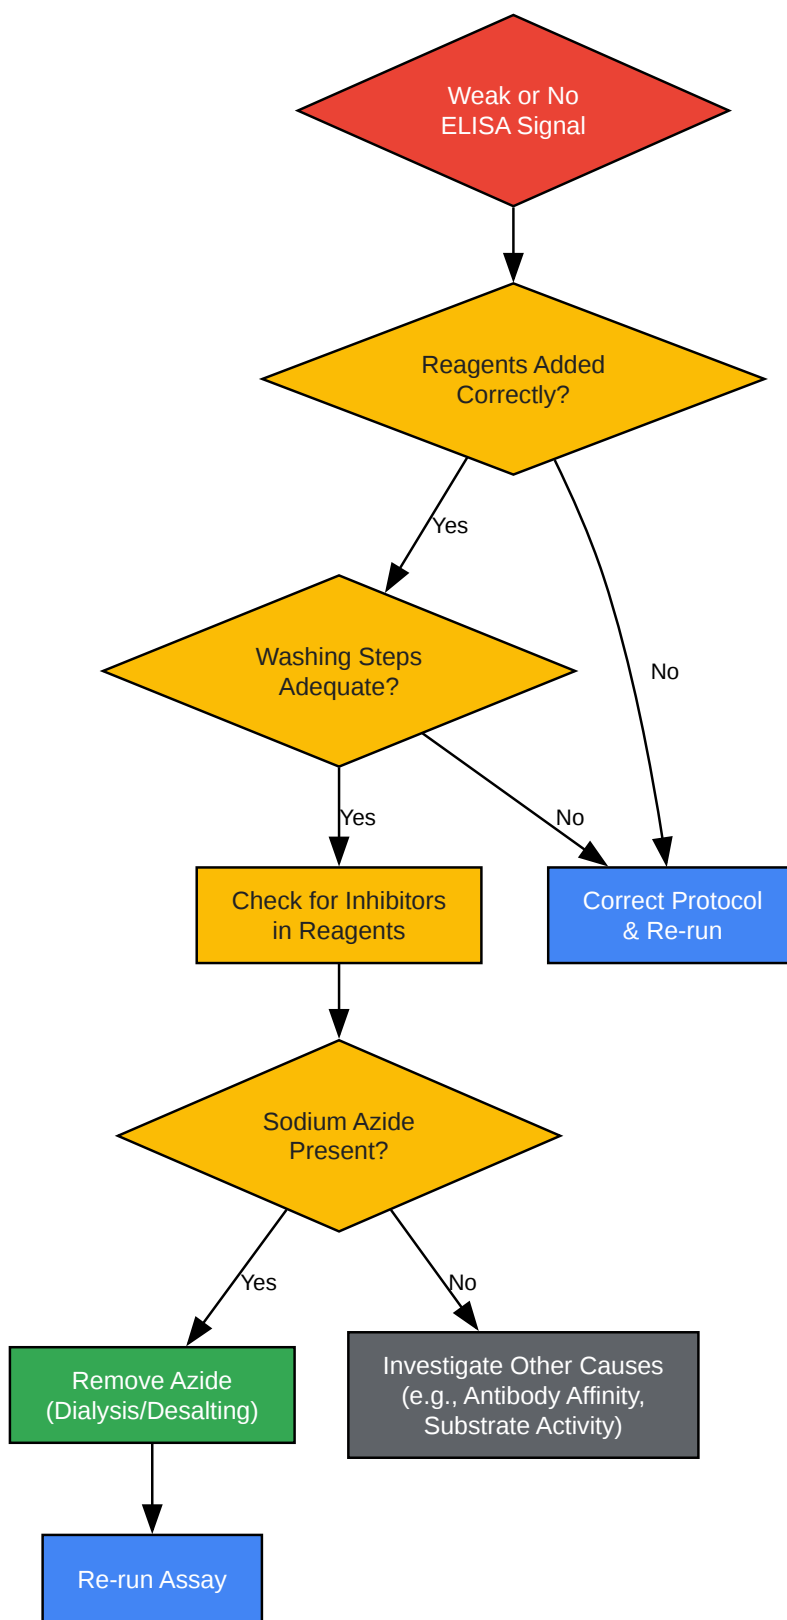 Weak or No
ELISA Signal
Reagents Added
Correctly?
Yes
No
Washing Steps
Adequate?
Yes
No
Check for Inhibitors
in Reagents
Correct Protocol
& Re-run
Sodium Azide
Present?
Yes
No
Remove Azide
(Dialysis/Desalting)
Investigate Other Causes
(e.g., Antibody Affinity,
Substrate Activity)
Re-run Assay